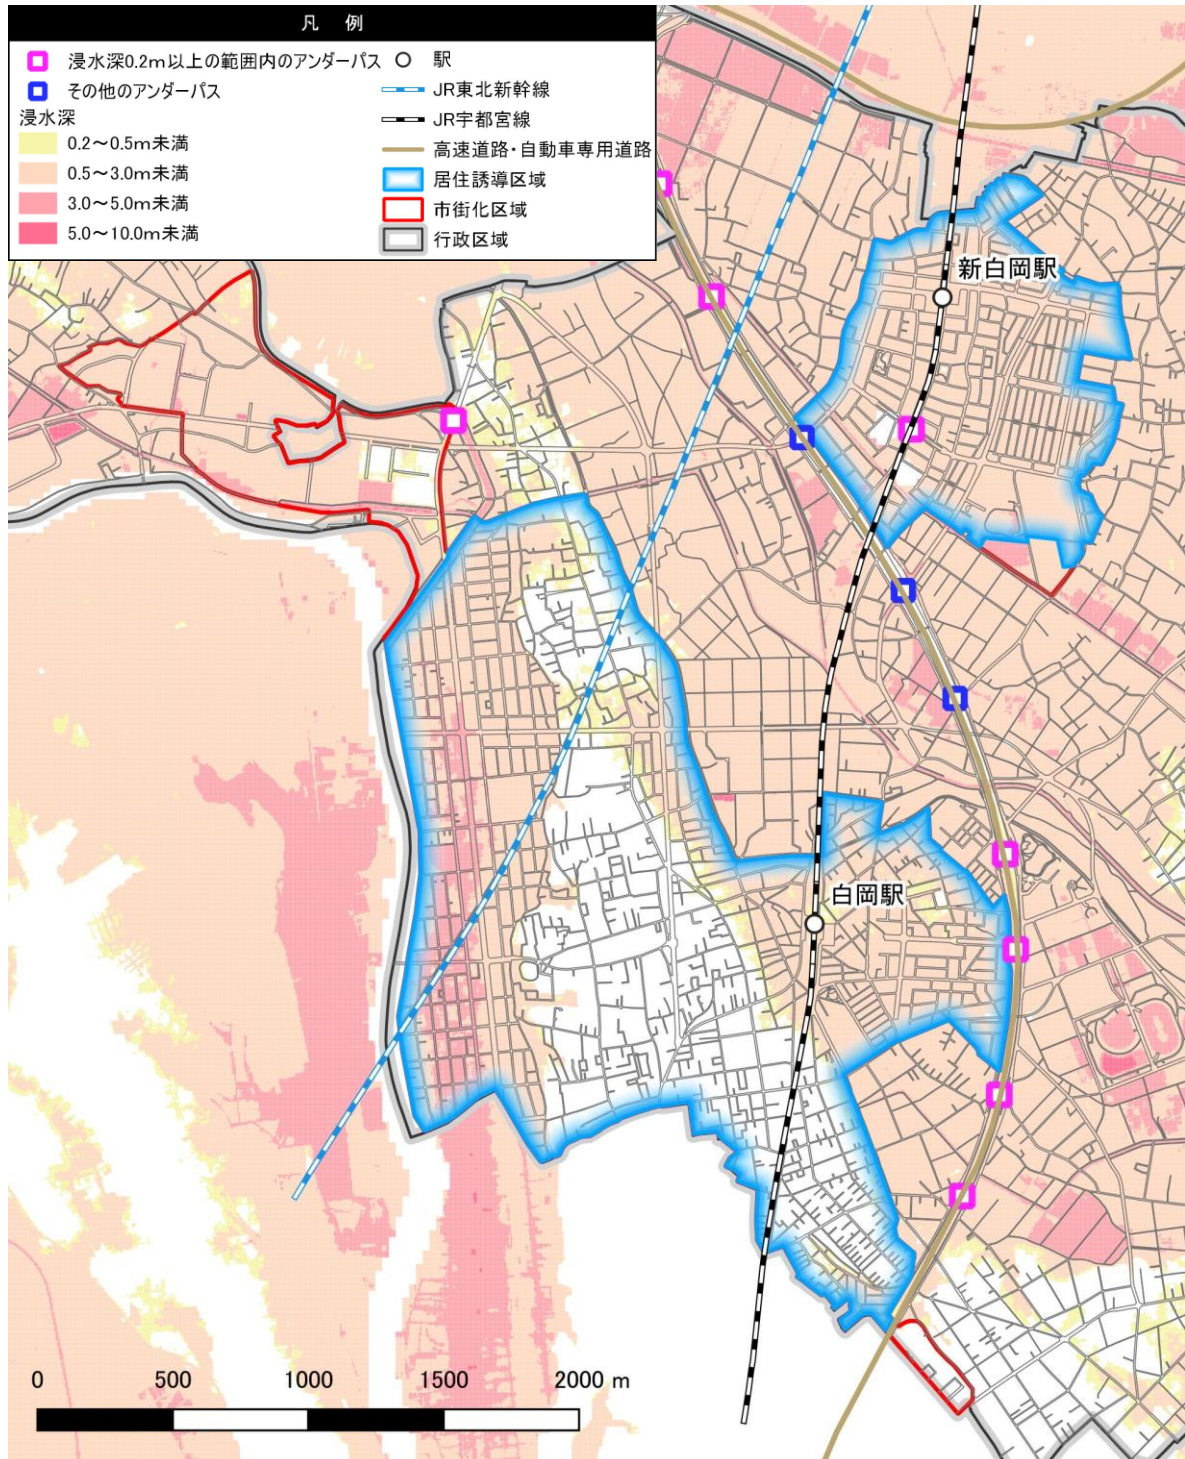 凡 例
浸水深0.2m以上の範囲内のアンダーパス
その他のアンダーパス
浸水深
0.2～0.5m未満
0.5～3.0m未満
3.0～5.0m未満
5.0～10.0m未満
駅
JR東北新幹線
JR宇都宮線
高速道路・自動車専用道路
居住誘導区域
市街化区域
行政区域
新白岡駅
白岡駅
0 500 1000 1500 2000 m